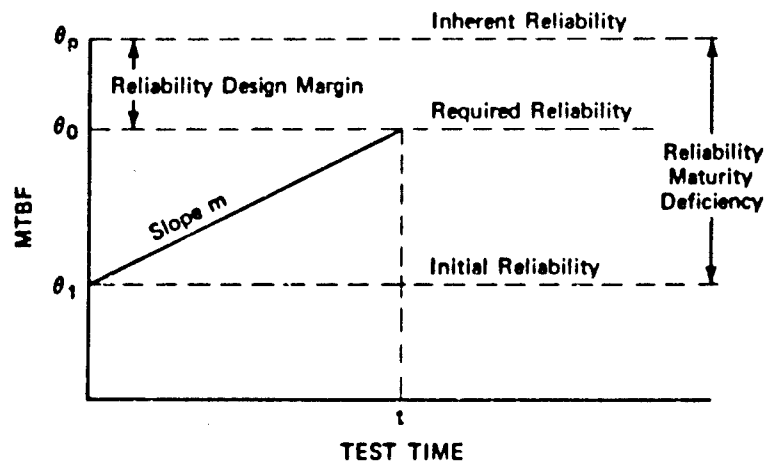 θp
Inherent Reliability
Reliability Design Margin
θ0
Required Reliability
Reliability
Maturity
Deficiency
MTBF
Slope m
θ1
Initial Reliability
t
TEST TIME